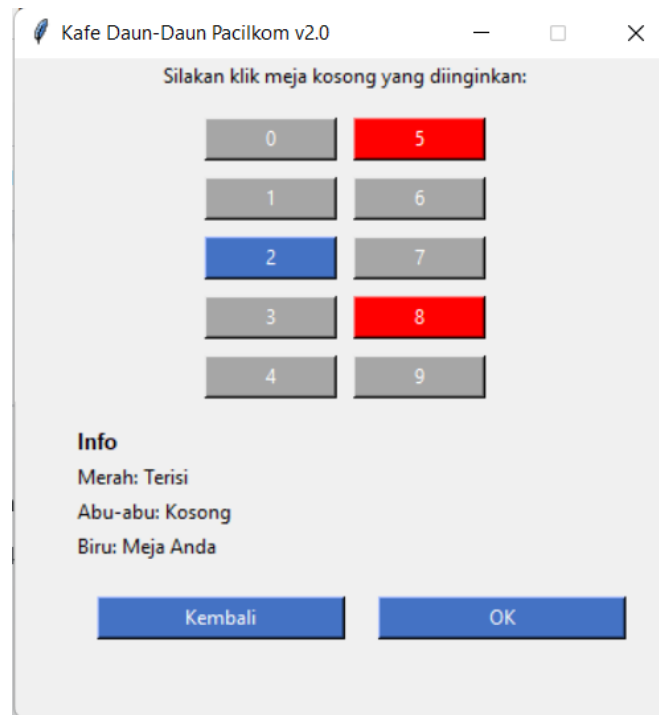 Kafe Daun-Daun Pacilkom v2.0
Silakan klik meja kosong yang diinginkan:
0 5
1 6
2 7
3 8
4 9
Info
Merah: Terisi
Abu-abu: Kosong
Biru: Meja Anda
Kembali OK